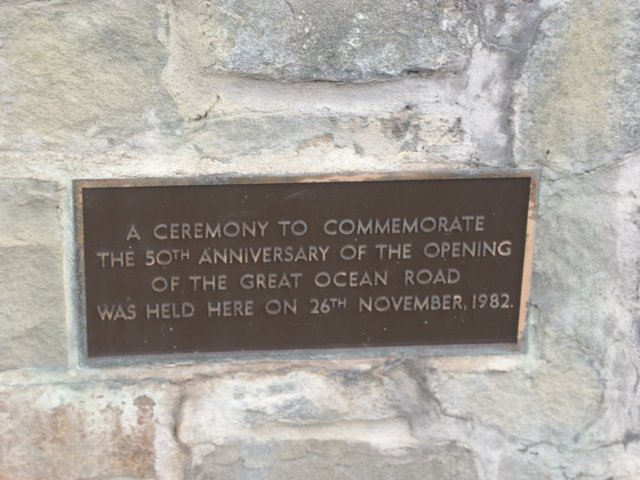 A CEREMONY TO COMMEMORATE
THE 50TH ANNIVERSARY OF THE OPENING
OF THE GREAT OCEAN ROAD
WAS HELD HERE ON 26TH NOVEMBER, 1982.